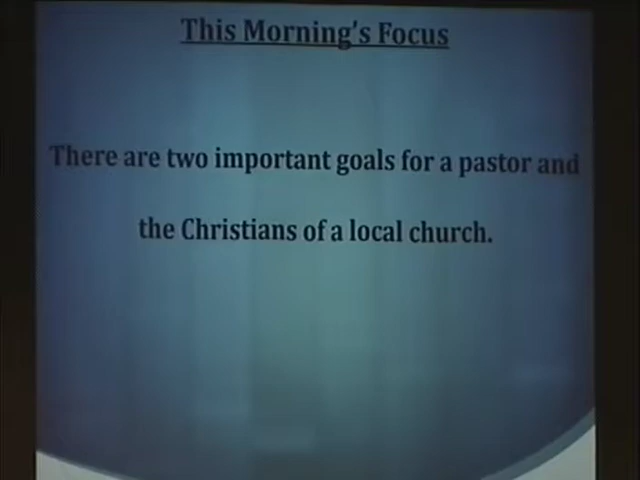 This Morning's Focus
There are two important goals for a pastor and
the Christians of a local church.